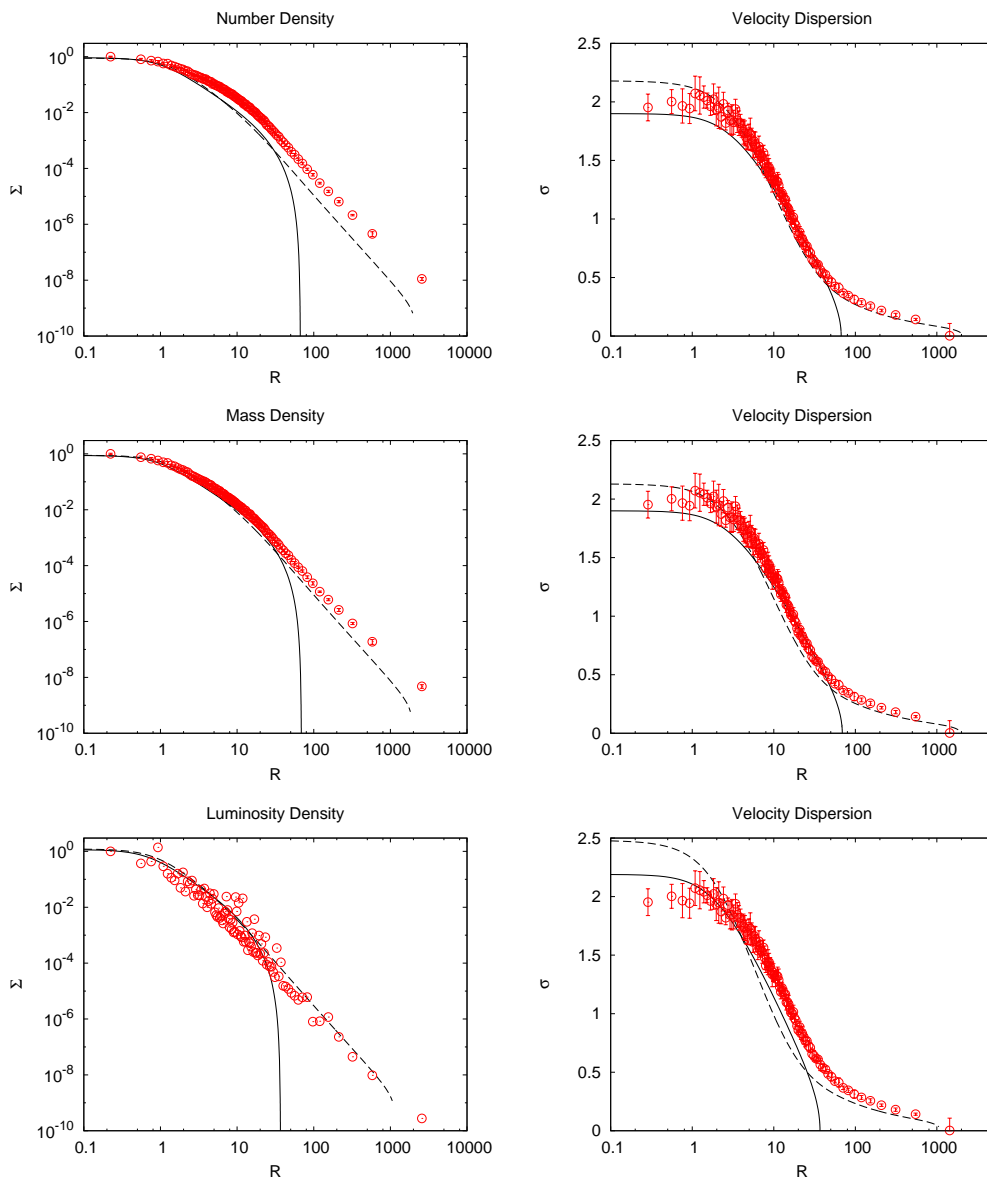 Number Density
Σ
10^0
10^-2
10^-4
10^-6
10^-8
10^-10
0.1 1 10 100 1000 10000
R
Velocity Dispersion
σ
2.5
2
1.5
1
0.5
0
0.1 1 10 100 1000
R
Mass Density
Σ
10^0
10^-2
10^-4
10^-6
10^-8
10^-10
0.1 1 10 100 1000 10000
R
Velocity Dispersion
σ
2.5
2
1.5
1
0.5
0
0.1 1 10 100 1000
R
Luminosity Density
Σ
10^0
10^-2
10^-4
10^-6
10^-8
10^-10
0.1 1 10 100 1000 10000
R
Velocity Dispersion
σ
2.5
2
1.5
1
0.5
0
0.1 1 10 100 1000
R